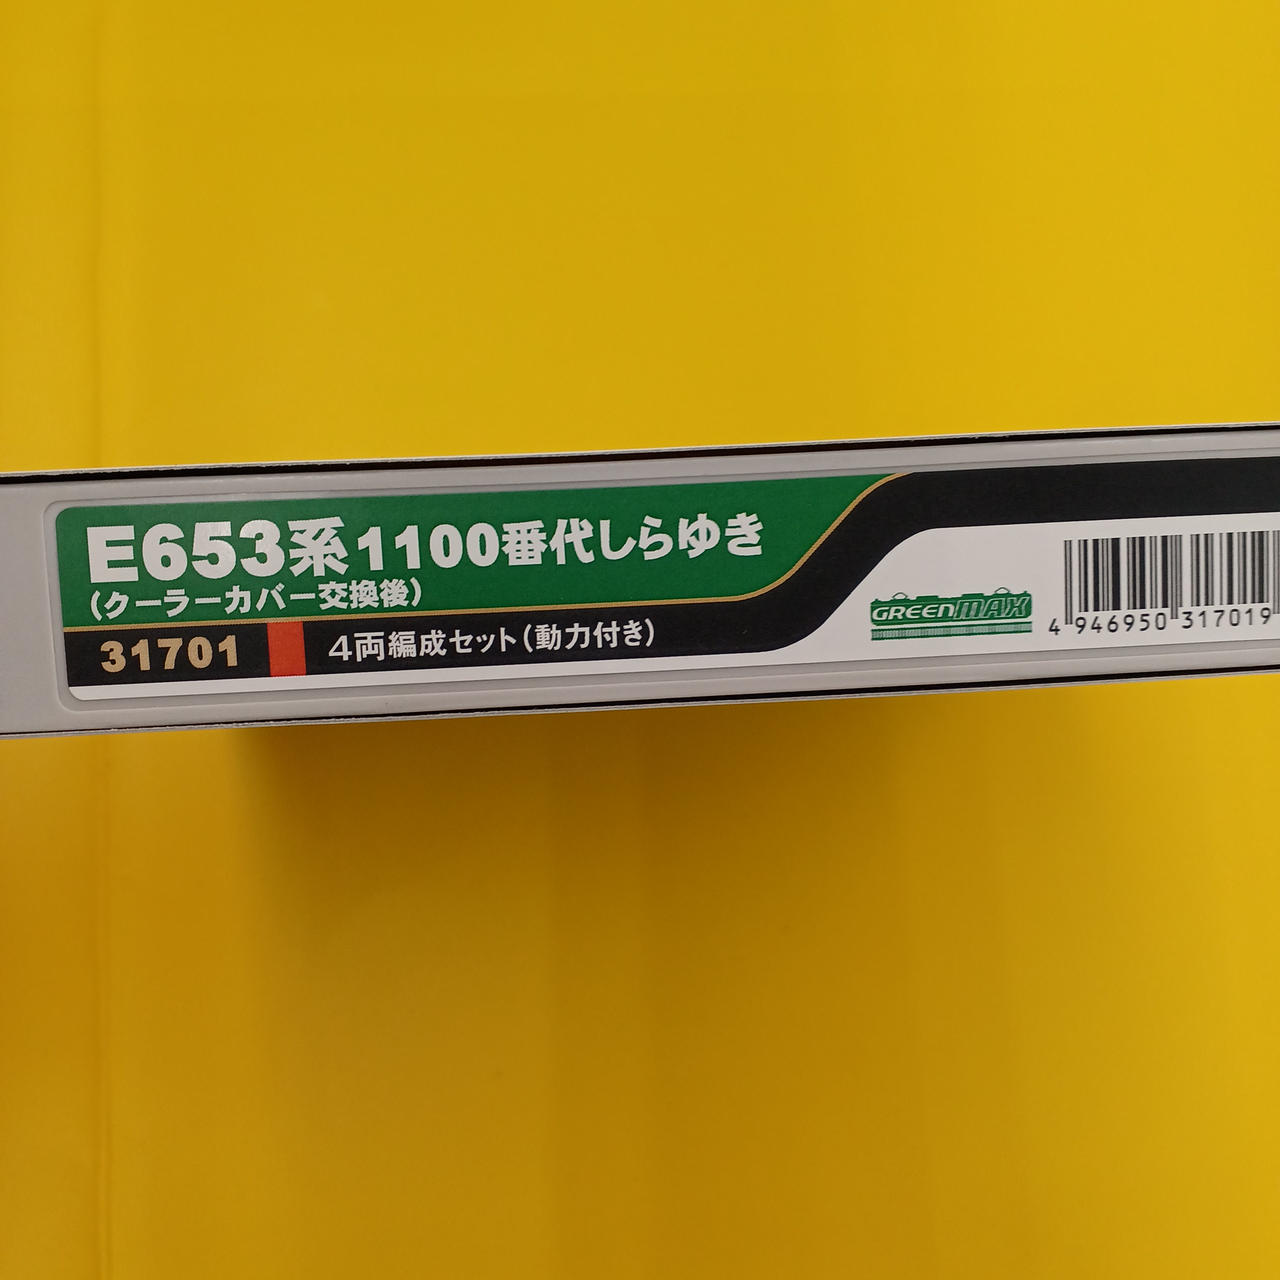 E653系1100番代しらゆき
(クーラーカバー交換後)
31701 4両編成セット(動力付き)
GREENMAX
4 946950 317019